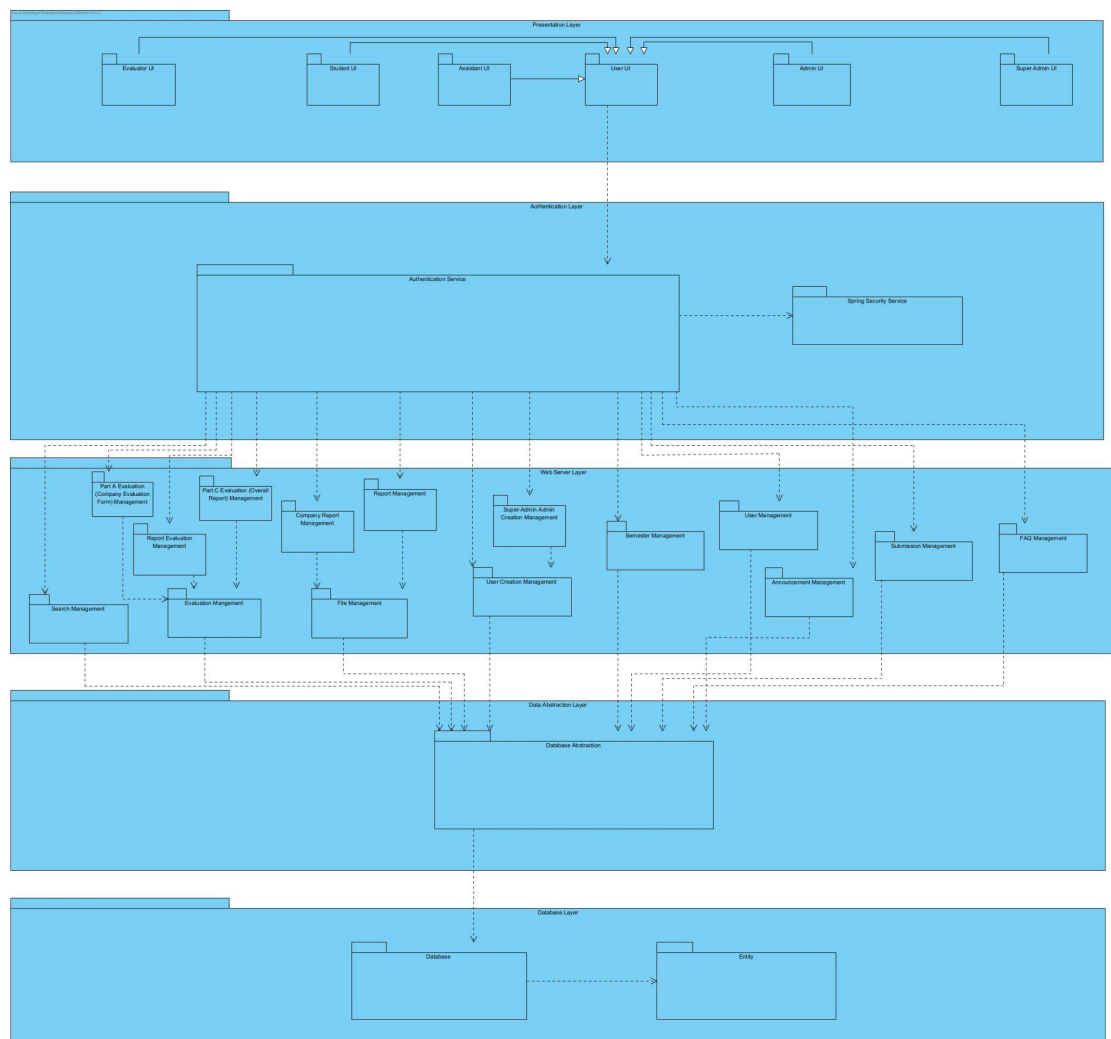 Presentation Layer
Evaluator UI
Student UI
Assistant UI
User UI
Admin UI
Super Admin UI
Authentication Layer
Authentication Service
Spring Security Service
Web Server Layer
Part A Evaluation
(Company Evaluation
Form) Management
Part C Evaluation (Overall
Report) Management
Report Management
Company Report
Management
Super-Admin Admin
Creation Management
User Management
Semester Management
Report Evaluation
Management
Submission Management
FAQ Management
User Creation Management
Announcement Management
Search Management
Evaluation Mangement
File Management
Data Abstraction Layer
Database Abstraction
Database Layer
Database
Entity